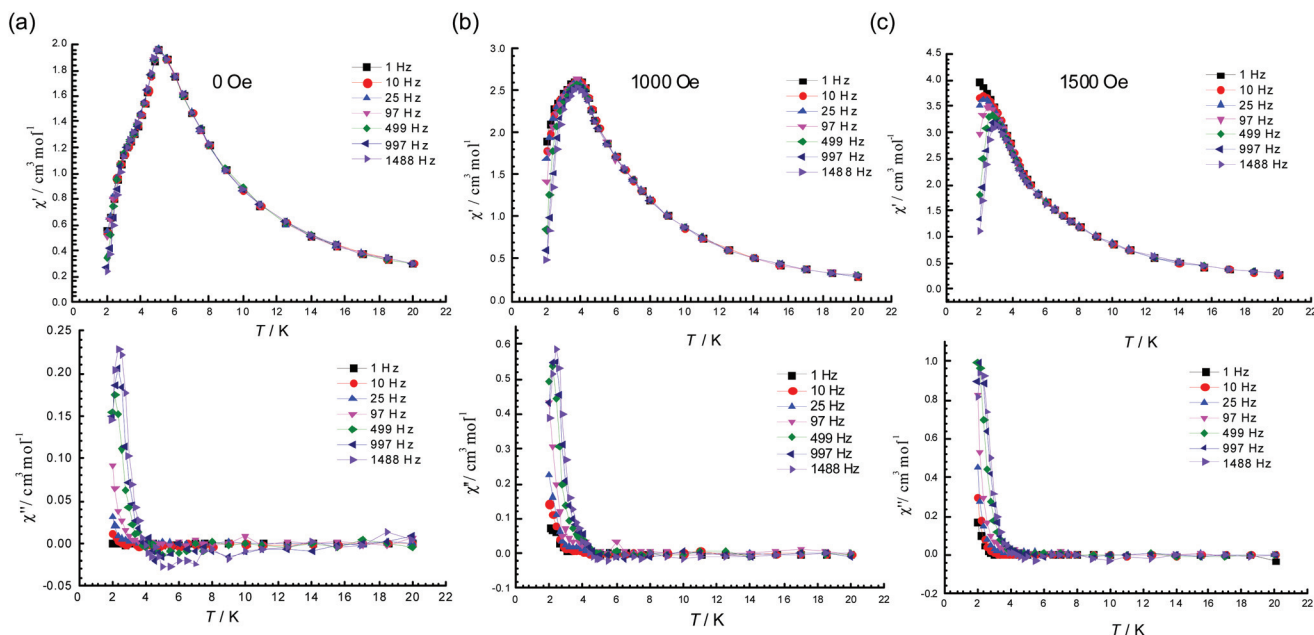 (a)
χ' / cm³ mol⁻¹
2.0
1.8
1.6
1.4
1.2
1.0
0.8
0.6
0.4
0.2
0.0
0 Oe
1 Hz
10 Hz
25 Hz
97 Hz
499 Hz
997 Hz
1488 Hz
0 2 4 6 8 10 12 14 16 18 20 22
T / K
(b)
χ' / cm³ mol⁻¹
3.0
2.5
2.0
1.5
1.0
0.5
0.0
1000 Oe
1 Hz
10 Hz
25 Hz
97 Hz
499 Hz
997 Hz
1488 Hz
0 2 4 6 8 10 12 14 16 18 20 22
T / K
(c)
χ' / cm³ mol⁻¹
4.5
4.0
3.5
3.0
2.5
2.0
1.5
1.0
0.5
0.0
1500 Oe
1 Hz
10 Hz
25 Hz
97 Hz
499 Hz
997 Hz
1488 Hz
0 2 4 6 8 10 12 14 16 18 20 22
T / K
χ'' / cm³ mol⁻¹
0.25
0.20
0.15
0.10
0.05
0.00
-0.05
1 Hz
10 Hz
25 Hz
97 Hz
499 Hz
997 Hz
1488 Hz
0 2 4 6 8 10 12 14 16 18 20 22
T / K
χ'' / cm³ mol⁻¹
0.6
0.5
0.4
0.3
0.2
0.1
0.0
-0.1
1 Hz
10 Hz
25 Hz
97 Hz
499 Hz
997 Hz
1488 Hz
0 2 4 6 8 10 12 14 16 18 20 22
T / K
χ'' / cm³ mol⁻¹
1.0
0.8
0.6
0.4
0.2
0.0
-0.2
1 Hz
10 Hz
25 Hz
97 Hz
499 Hz
997 Hz
1488 Hz
0 2 4 6 8 10 12 14 16 18 20 22
T / K